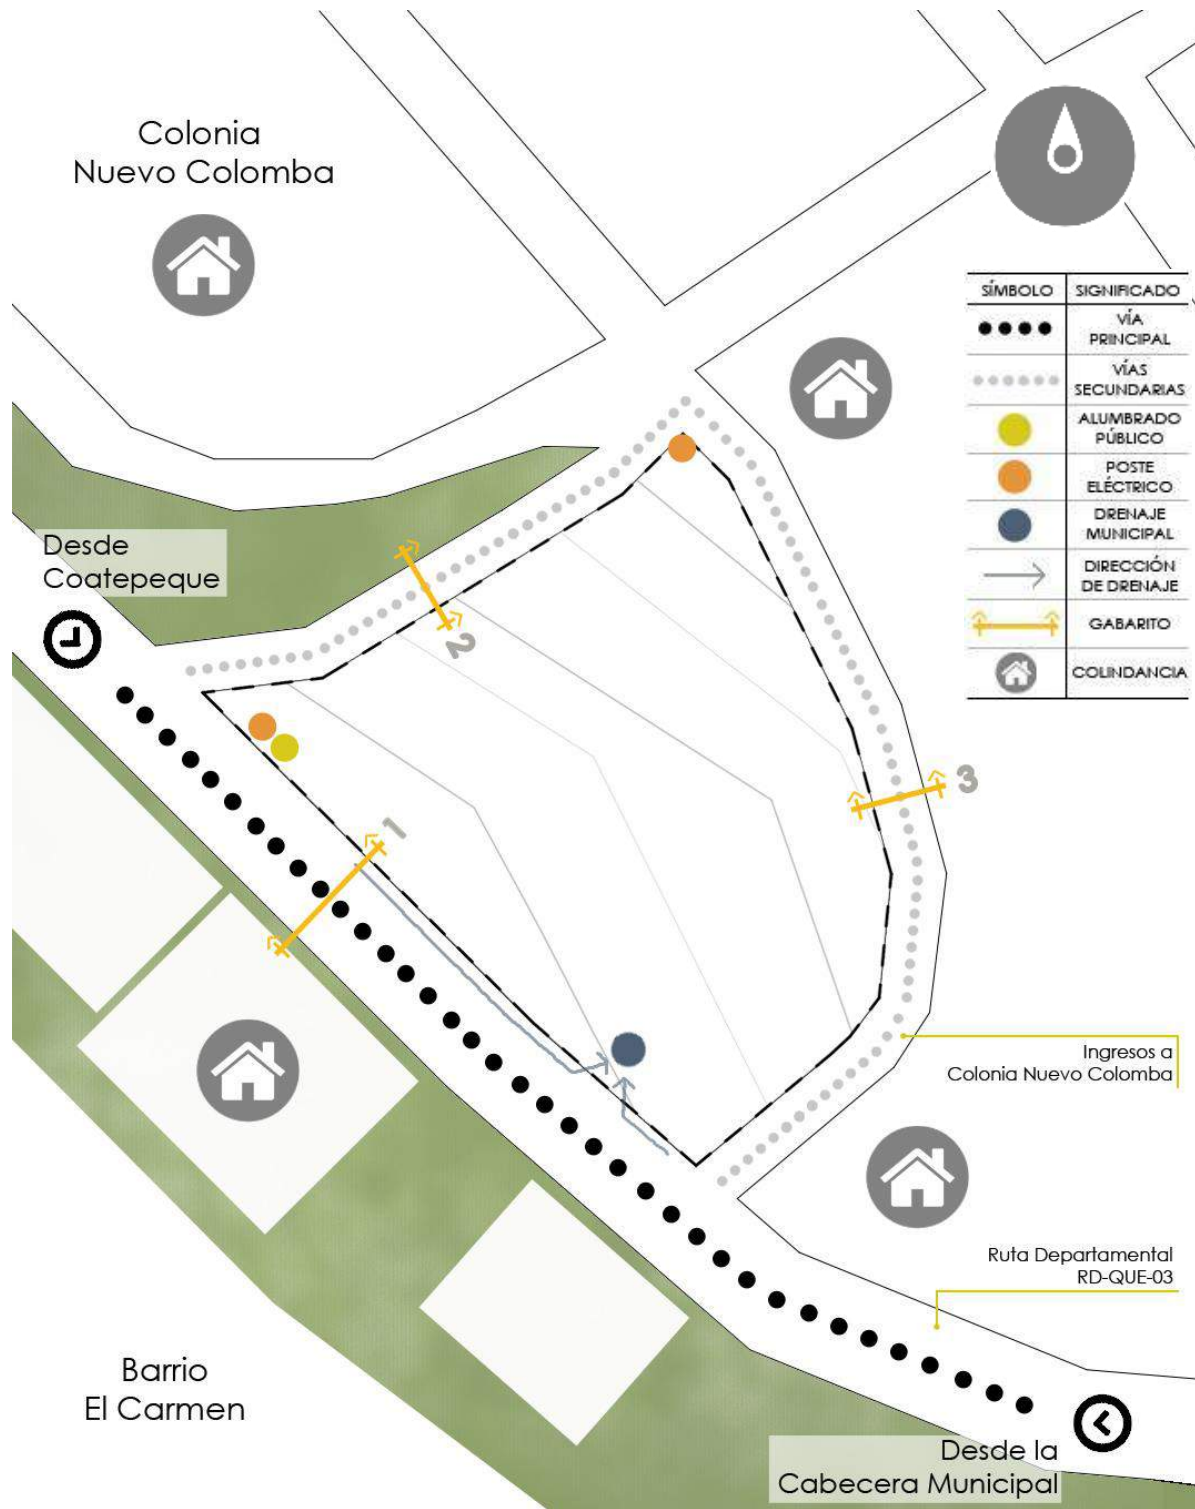 Colonia
Nuevo Colomba
SÍMBOLO
SIGNIFICADO
VÍA
PRINCIPAL
VÍAS
SECUNDARIAS
ALUMBRADO
PÚBLICO
POSTE
ELÉCTRICO
DRENAJE
MUNICIPAL
DIRECCIÓN
DE DRENAJE
GABARITO
COLINDANCIA
Desde
Coatepeque
2
3
1
Ingresos a
Colonia Nuevo Colomba
Ruta Departamental
RD-QUE-03
Barrio
El Carmen
Desde la
Cabecera Municipal